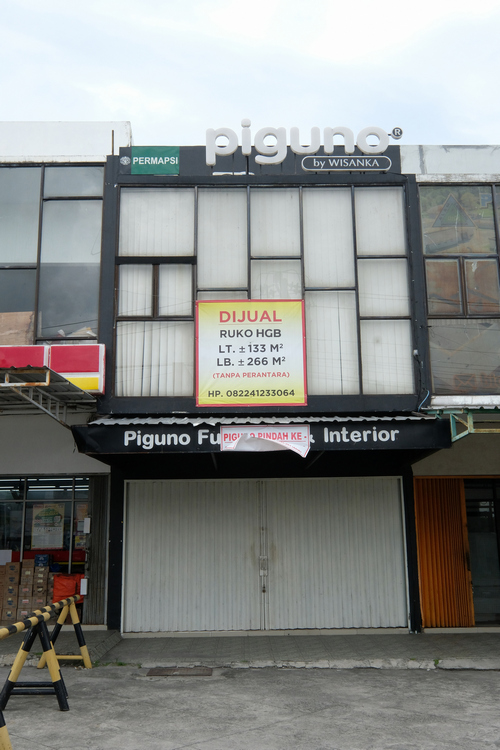 PERMAPSI
piguno®
by WISANKA
DIJUAL
RUKO HGB
LT. ± 133 M²
LB. ± 266 M²
(TANPA PERANTARA)
HP. 082241233064
Piguno Fu & Interior
PIGUNO PINDAH KE -